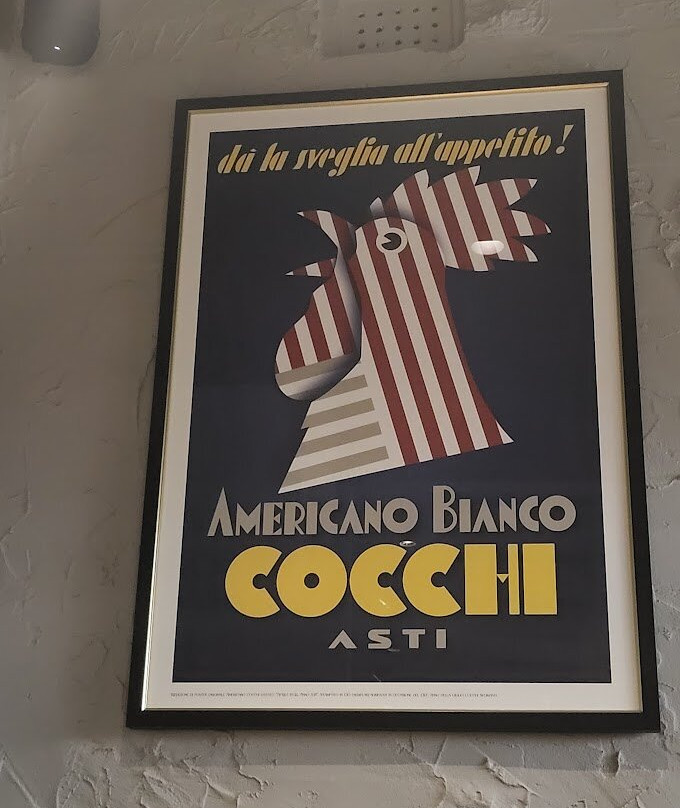 dà la sveglia all'appetito!
AMERICANO BIANCO
COCCHI
ASTI